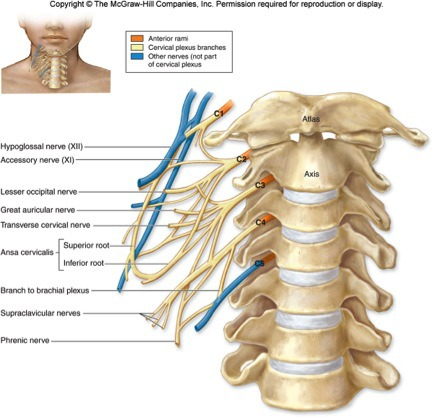 Copyright © The McGraw-Hill Companies, Inc. Permission required for reproduction or display.
Anterior rami
Cervical plexus branches
Other nerves (not part
of cervical plexus
C1
Atlas
Hypoglossal nerve (XII)
Accessory nerve (XI)
C2
Axis
C3
Lesser occipital nerve
Great auricular nerve
Transverse cervical nerve
C4
Ansa cervicalis
Superior root
Inferior root
C5
Branch to brachial plexus
Supraclavicular nerves
Phrenic nerve